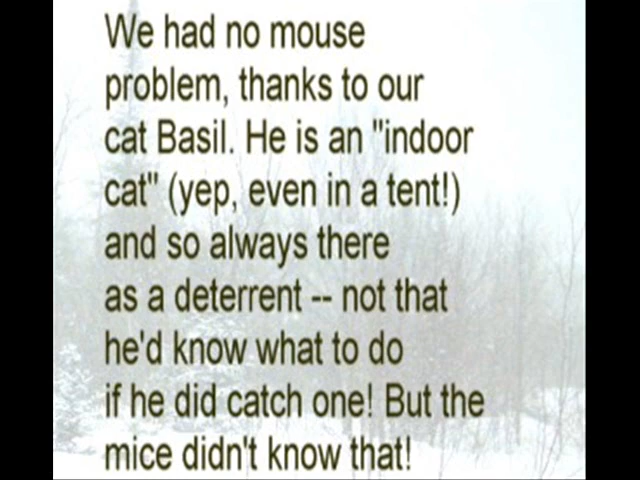 We had no mouse
problem, thanks to our
cat Basil. He is an "indoor
cat" (yep, even in a tent!)
and so always there
as a deterrent -- not that
he'd know what to do
if he did catch one! But the
mice didn't know that!